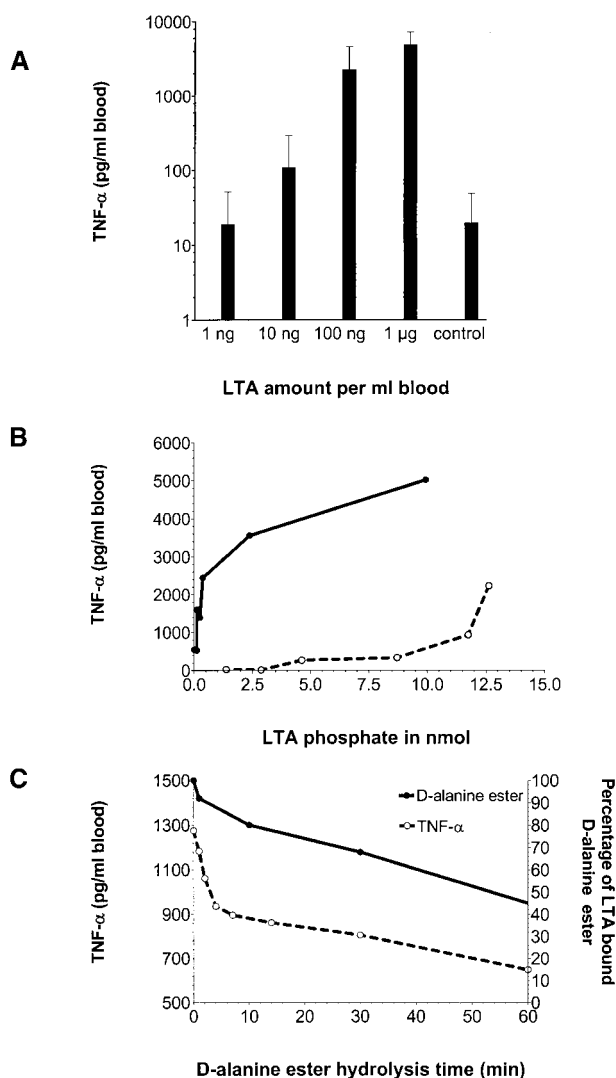 A
TNF-α (pg/ml blood)
10000
1000
100
10
1
1 ng 10 ng 100 ng 1 µg control
LTA amount per ml blood
B
TNF-α (pg/ml blood)
6000
5000
4000
3000
2000
1000
0
0.0 2.5 5.0 7.5 10.0 12.5 15.0
LTA phosphate in nmol
C
TNF-α (pg/ml blood)
1500
1300
1100
900
700
500
D-alanine ester
TNF-α
100
90
80
70
60
50
40
30
20
10
0
Percentage of LTA bound
D-alanine ester
0 10 20 30 40 50 60
D-alanine ester hydrolysis time (min)